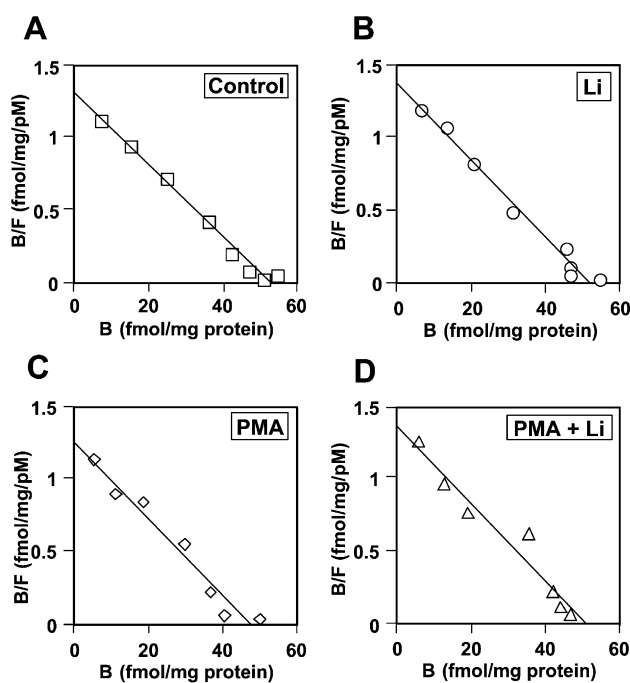 A
B
1.5
Control
1
0.5
0
B/F (fmol/mg/pM)
0 20 40 60
B (fmol/mg protein)
1.5
Li
1
0.5
0
B/F (fmol/mg/pM)
0 20 40 60
B (fmol/mg protein)
C
D
1.5
PMA
1
0.5
0
B/F (fmol/mg/pM)
0 20 40 60
B (fmol/mg protein)
1.5
PMA + Li
1
0.5
0
B/F (fmol/mg/pM)
0 20 40 60
B (fmol/mg protein)